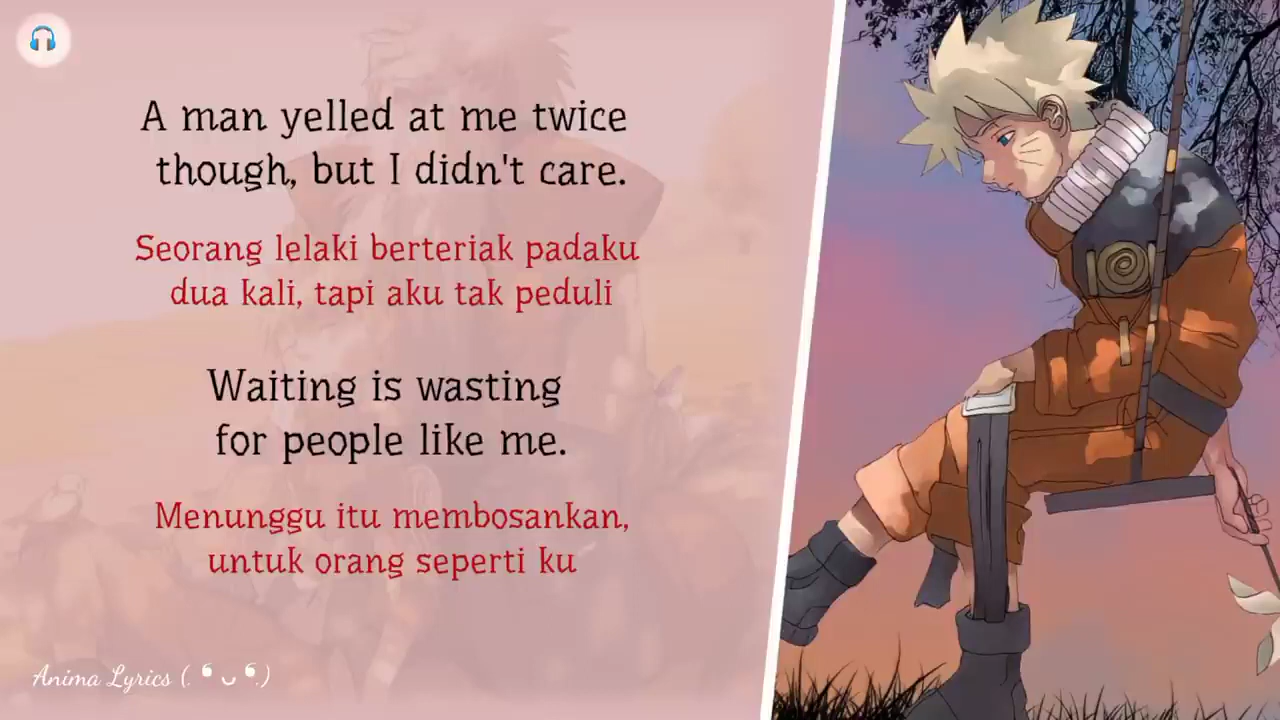 A man yelled at me twice
though, but I didn't care.
Seorang lelaki berteriak padaku
dua kali, tapi aku tak peduli
Waiting is wasting
for people like me.
Menunggu itu membosankan,
untuk orang seperti ku
Anima Lyrics (. ❛ ᴗ ❛.)